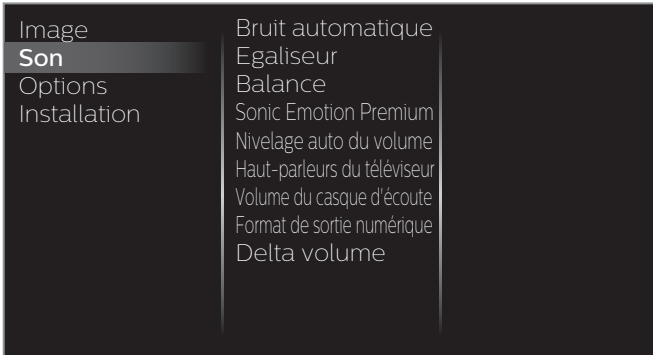 Image
Son
Options
Installation
Bruit automatique
Egaliseur
Balance
Sonic Emotion Premium
Nivelage auto du volume
Haut-parleurs du téléviseur
Volume du casque d'écoute
Format de sortie numérique
Delta volume